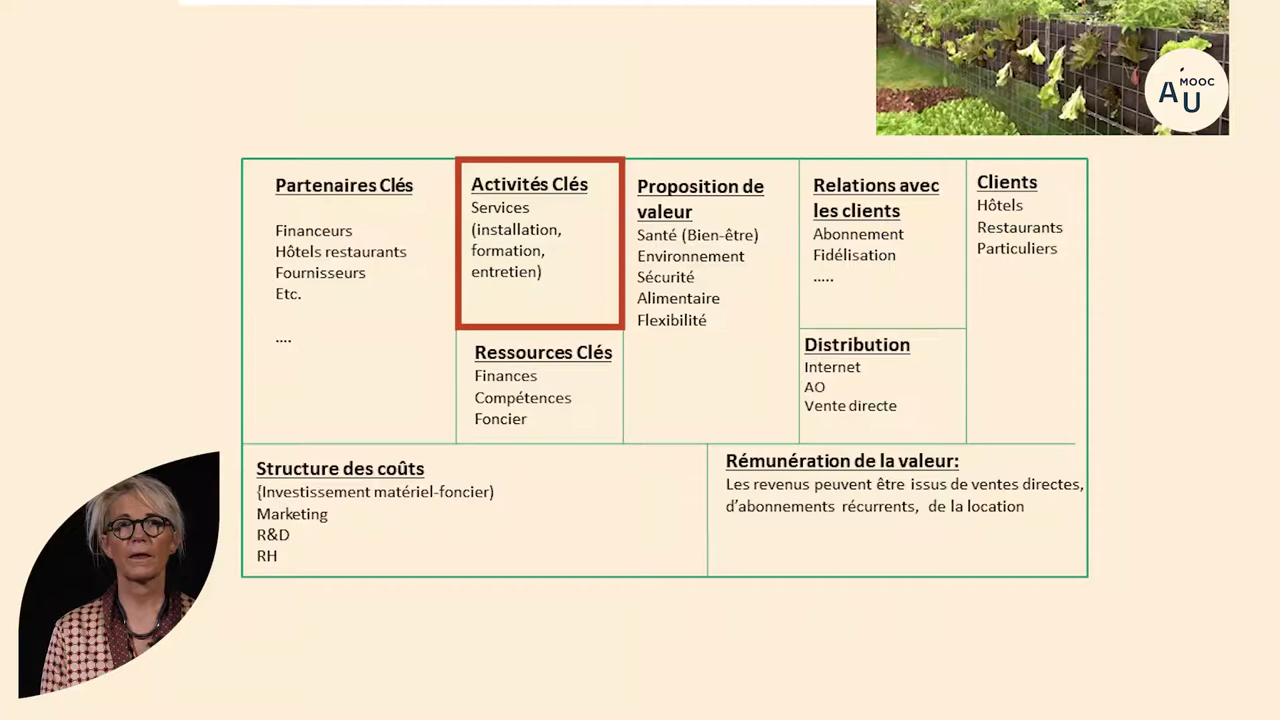 MOOC
A'U
Partenaires Clés
Financeurs
Hôtels restaurants
Fournisseurs
Etc.
....
Activités Clés
Services
(installation,
formation,
entretien)
Ressources Clés
Finances
Compétences
Foncier
Proposition de
valeur
Santé (Bien-être)
Environnement
Sécurité
Alimentaire
Flexibilité
Relations avec
les clients
Abonnement
Fidélisation
.....
Distribution
Internet
AO
Vente directe
Clients
Hôtels
Restaurants
Particuliers
Structure des coûts
{Investissement matériel-foncier)
Marketing
R&D
RH
Rémunération de la valeur:
Les revenus peuvent être issus de ventes directes,
d’abonnements récurrents, de la location